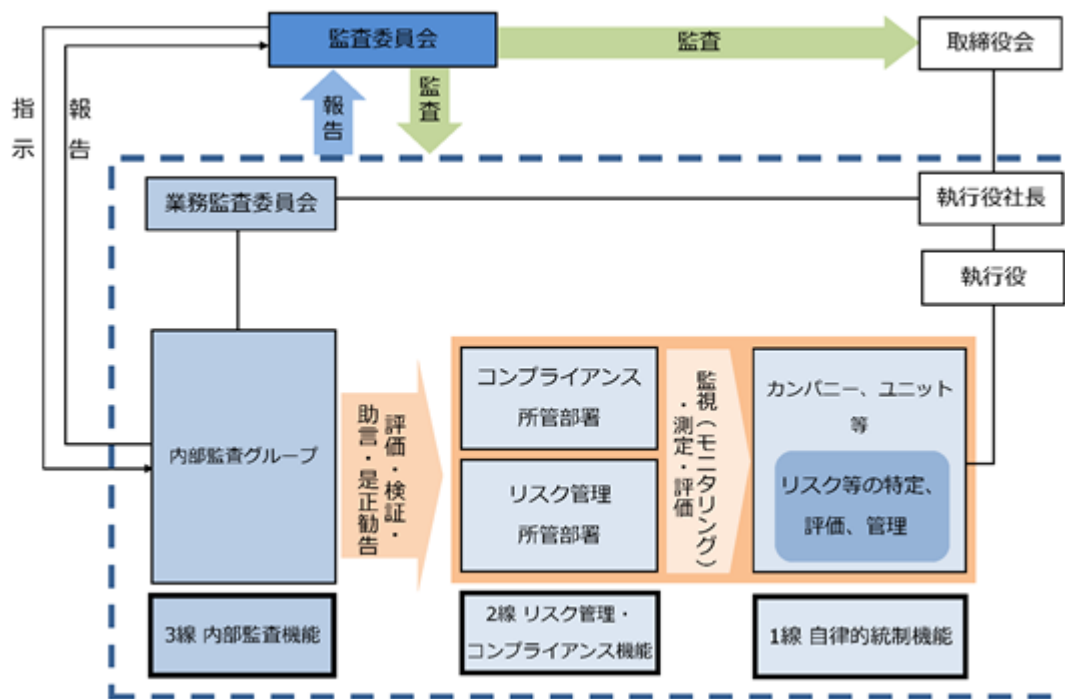 監査委員会
監査
取締役会
指示
報告
報告
監査
業務監査委員会
執行役社長
執行役
内部監査グループ
評価・検証・
助言・是正勧告
コンプライアンス
所管部署
リスク管理
所管部署
監視（モニタリング）
・測定・評価
カンパニー、ユニット
等
リスク等の特定、
評価、管理
3線 内部監査機能
2線 リスク管理・
コンプライアンス機能
1線 自律的統制機能